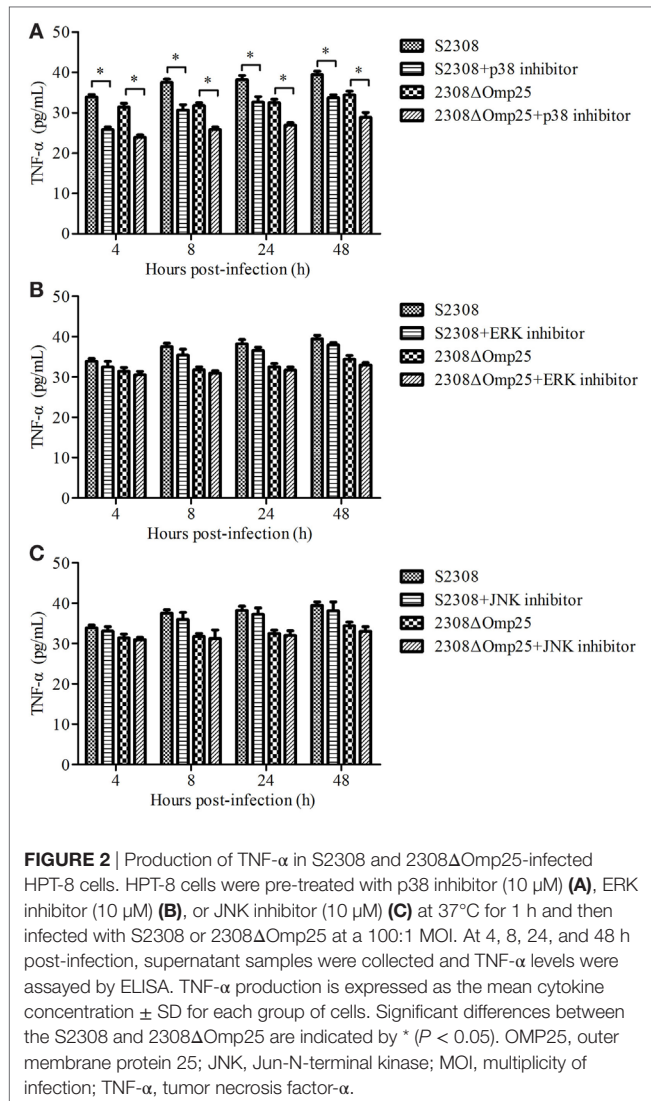 A
50
40
30
20
10
0
TNF-α (pg/mL)
* * * * * * * *
4 8 24 48
Hours post-infection (h)
S2308
S2308+p38 inhibitor
2308ΔOmp25
2308ΔOmp25+p38 inhibitor
B
50
40
30
20
10
0
TNF-α (pg/mL)
4 8 24 48
Hours post-infection (h)
S2308
S2308+ERK inhibitor
2308ΔOmp25
2308ΔOmp25+ERK inhibitor
C
50
40
30
20
10
0
TNF-α (pg/mL)
4 8 24 48
Hours post-infection (h)
S2308
S2308+JNK inhibitor
2308ΔOmp25
2308ΔOmp25+JNK inhibitor
FIGURE 2 | Production of TNF-α in S2308 and 2308ΔOmp25-infected
HPT-8 cells. HPT-8 cells were pre-treated with p38 inhibitor (10 µM) (A), ERK
inhibitor (10 µM) (B), or JNK inhibitor (10 µM) (C) at 37°C for 1 h and then
infected with S2308 or 2308ΔOmp25 at a 100:1 MOI. At 4, 8, 24, and 48 h
post-infection, supernatant samples were collected and TNF-α levels were
assayed by ELISA. TNF-α production is expressed as the mean cytokine
concentration ± SD for each group of cells. Significant differences between
the S2308 and 2308ΔOmp25 are indicated by * (P < 0.05). OMP25, outer
membrane protein 25; JNK, Jun-N-terminal kinase; MOI, multiplicity of
infection; TNF-α, tumor necrosis factor-α.